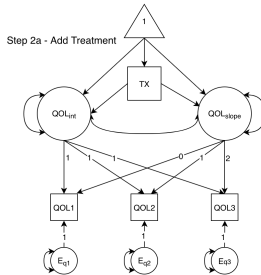 1
Step 2a - Add Treatment
TX
QOLint
QOLslope
1 1 1 0 1 2
QOL1 QOL2 QOL3
1 1 1
Eq1 Eq2 Eq3